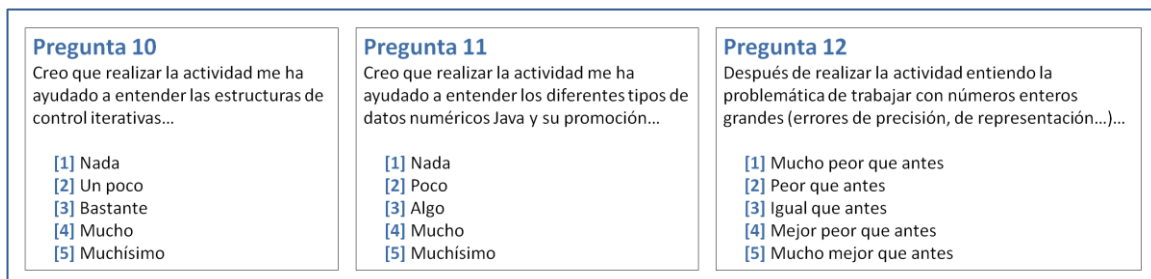 Pregunta 10
Creo que realizar la actividad me ha
ayudado a entender las estructuras de
control iterativas...
[1] Nada
[2] Un poco
[3] Bastante
[4] Mucho
[5] Muchísimo
Pregunta 11
Creo que realizar la actividad me ha
ayudado a entender los diferentes tipos de
datos numéricos Java y su promoción...
[1] Nada
[2] Poco
[3] Algo
[4] Mucho
[5] Muchísimo
Pregunta 12
Después de realizar la actividad entiendo la
problemática de trabajar con números enteros
grandes (errores de precisión, de representación...)...
[1] Mucho peor que antes
[2] Peor que antes
[3] Igual que antes
[4] Mejor peor que antes
[5] Mucho mejor que antes